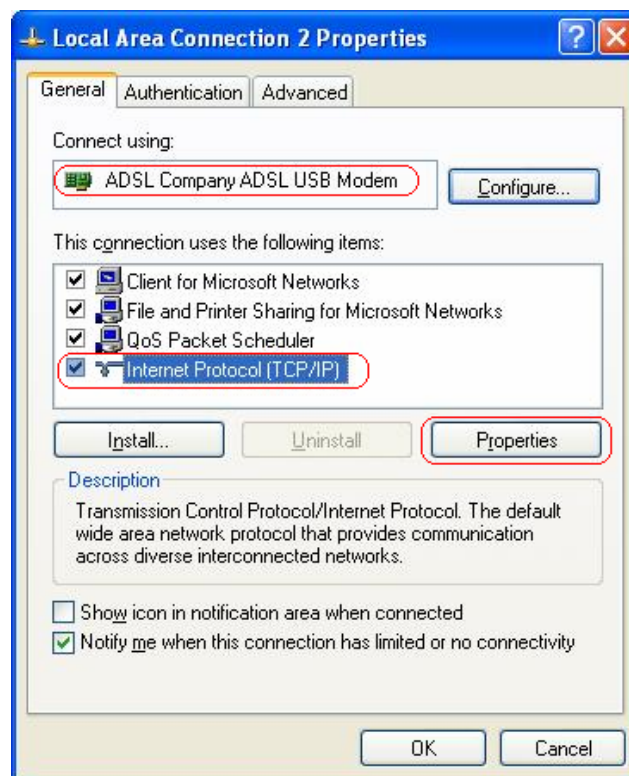 Local Area Connection 2 Properties
General Authentication Advanced
Connect using:
ADSL Company ADSL USB Modem
Configure...
This connection uses the following items:
Client for Microsoft Networks
File and Printer Sharing for Microsoft Networks
QoS Packet Scheduler
Internet Protocol (TCP/IP)
Install... Uninstall Properties
Description
Transmission Control Protocol/Internet Protocol. The default
wide area network protocol that provides communication
across diverse interconnected networks.
Show icon in notification area when connected
Notify me when this connection has limited or no connectivity
OK Cancel